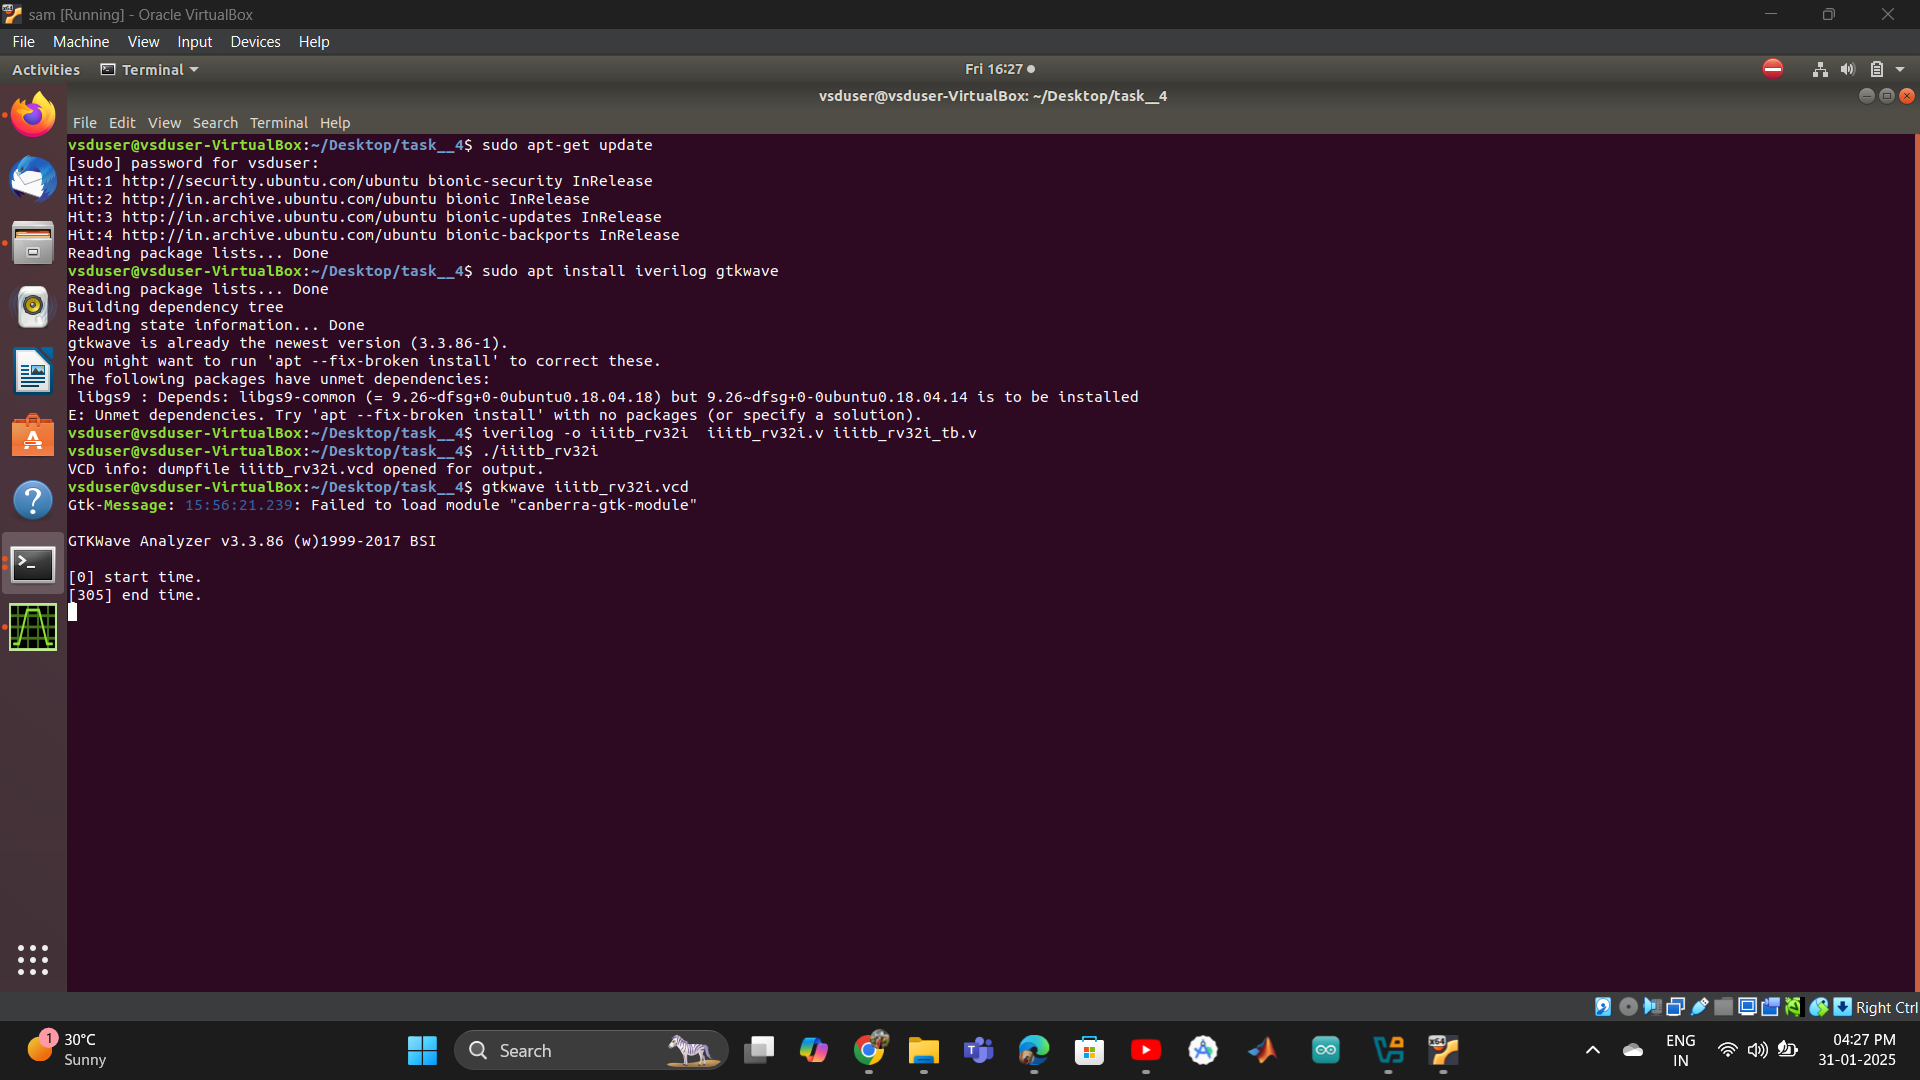 sam [Running] - Oracle VirtualBox
File Machine View Input Devices Help
Activities Terminal Fri 16:27
vsduser@vsduser-VirtualBox: ~/Desktop/task__4
File Edit View Search Terminal Help
vsduser@vsduser-VirtualBox:~/Desktop/task__4$ sudo apt-get update
[sudo] password for vsduser:
Hit:1 http://security.ubuntu.com/ubuntu bionic-security InRelease
Hit:2 http://in.archive.ubuntu.com/ubuntu bionic InRelease
Hit:3 http://in.archive.ubuntu.com/ubuntu bionic-updates InRelease
Hit:4 http://in.archive.ubuntu.com/ubuntu bionic-backports InRelease
Reading package lists... Done
vsduser@vsduser-VirtualBox:~/Desktop/task__4$ sudo apt install iverilog gtkwave
Reading package lists... Done
Building dependency tree
Reading state information... Done
gtkwave is already the newest version (3.3.86-1).
You might want to run 'apt --fix-broken install' to correct these.
The following packages have unmet dependencies:
 libgs9 : Depends: libgs9-common (= 9.26~dfsg+0-0ubuntu0.18.04.18) but 9.26~dfsg+0-0ubuntu0.18.04.14 is to be installed
E: Unmet dependencies. Try 'apt --fix-broken install' with no packages (or specify a solution).
vsduser@vsduser-VirtualBox:~/Desktop/task__4$ iverilog -o iiitb_rv32i  iiitb_rv32i.v iiitb_rv32i_tb.v
vsduser@vsduser-VirtualBox:~/Desktop/task__4$ ./iiitb_rv32i
VCD info: dumpfile iiitb_rv32i.vcd opened for output.
vsduser@vsduser-VirtualBox:~/Desktop/task__4$ gtkwave iiitb_rv32i.vcd
Gtk-Message: 15:56:21.239: Failed to load module "canberra-gtk-module"
GTKWave Analyzer v3.3.86 (w)1999-2017 BSI
[0] start time.
[305] end time.
Right Ctrl
1 30°C
Sunny
Search
ENG
IN
04:27 PM
31-01-2025